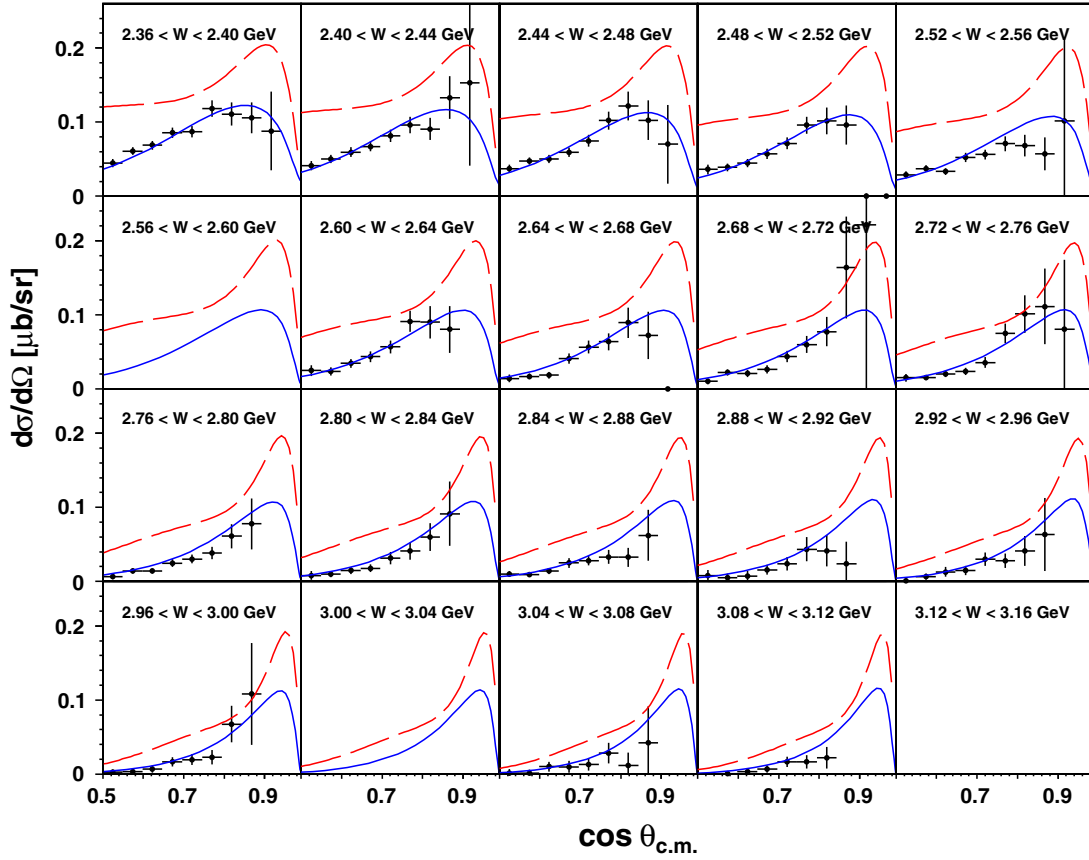 2.36 < W < 2.40 GeV
2.40 < W < 2.44 GeV
2.44 < W < 2.48 GeV
2.48 < W < 2.52 GeV
2.52 < W < 2.56 GeV
0.2
0.1
0
2.56 < W < 2.60 GeV
2.60 < W < 2.64 GeV
2.64 < W < 2.68 GeV
2.68 < W < 2.72 GeV
2.72 < W < 2.76 GeV
0.2
0.1
0
dσ/dΩ [μb/sr]
2.76 < W < 2.80 GeV
2.80 < W < 2.84 GeV
2.84 < W < 2.88 GeV
2.88 < W < 2.92 GeV
2.92 < W < 2.96 GeV
0.2
0.1
0
2.96 < W < 3.00 GeV
3.00 < W < 3.04 GeV
3.04 < W < 3.08 GeV
3.08 < W < 3.12 GeV
3.12 < W < 3.16 GeV
0.2
0.1
0
0.5 0.7 0.9 0.7 0.9 0.7 0.9 0.7 0.9 0.7 0.9
cos θc.m.